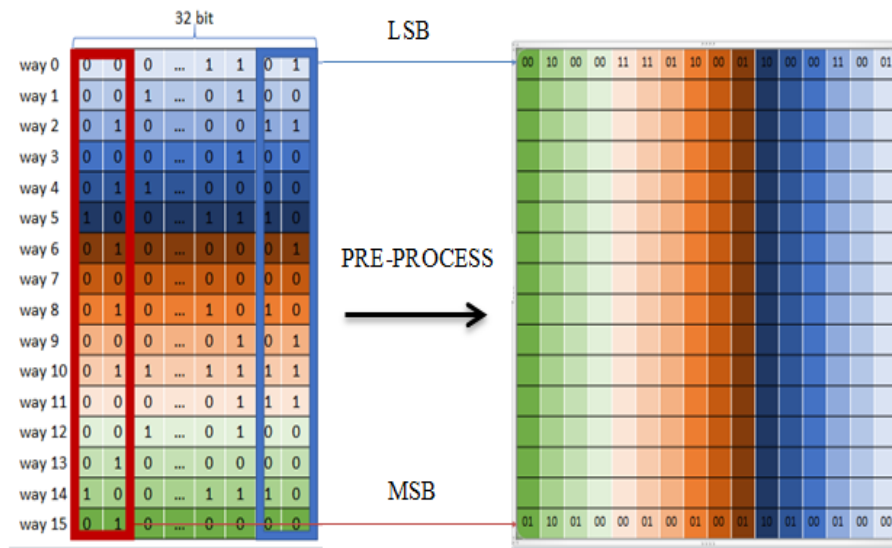 32 bit
LSB
way 0 0 0 0 ... 1 1 0 1
way 1 0 0 1 ... 0 1 0 0
way 2 0 1 0 ... 0 0 1 1
way 3 0 0 0 ... 0 1 0 0
way 4 0 1 1 ... 0 0 0 0
way 5 1 0 0 ... 1 1 1 0
way 6 0 1 0 ... 0 0 0 1
way 7 0 0 0 ... 0 0 0 0
way 8 0 1 0 ... 1 0 1 0
way 9 0 0 0 ... 0 1 0 1
way 10 0 1 1 ... 1 1 1 1
way 11 0 0 0 ... 0 1 1 1
way 12 0 0 1 ... 0 1 0 0
way 13 0 1 0 ... 0 0 0 0
way 14 1 0 0 ... 1 1 1 0
way 15 0 1 0 ... 0 0 0 0
PRE-PROCESS
MSB
00 10 00 00 11 11 01 10 00 01 10 00 00 11 00 01
01 10 01 00 00 01 00 01 00 01 10 01 00 01 00 00